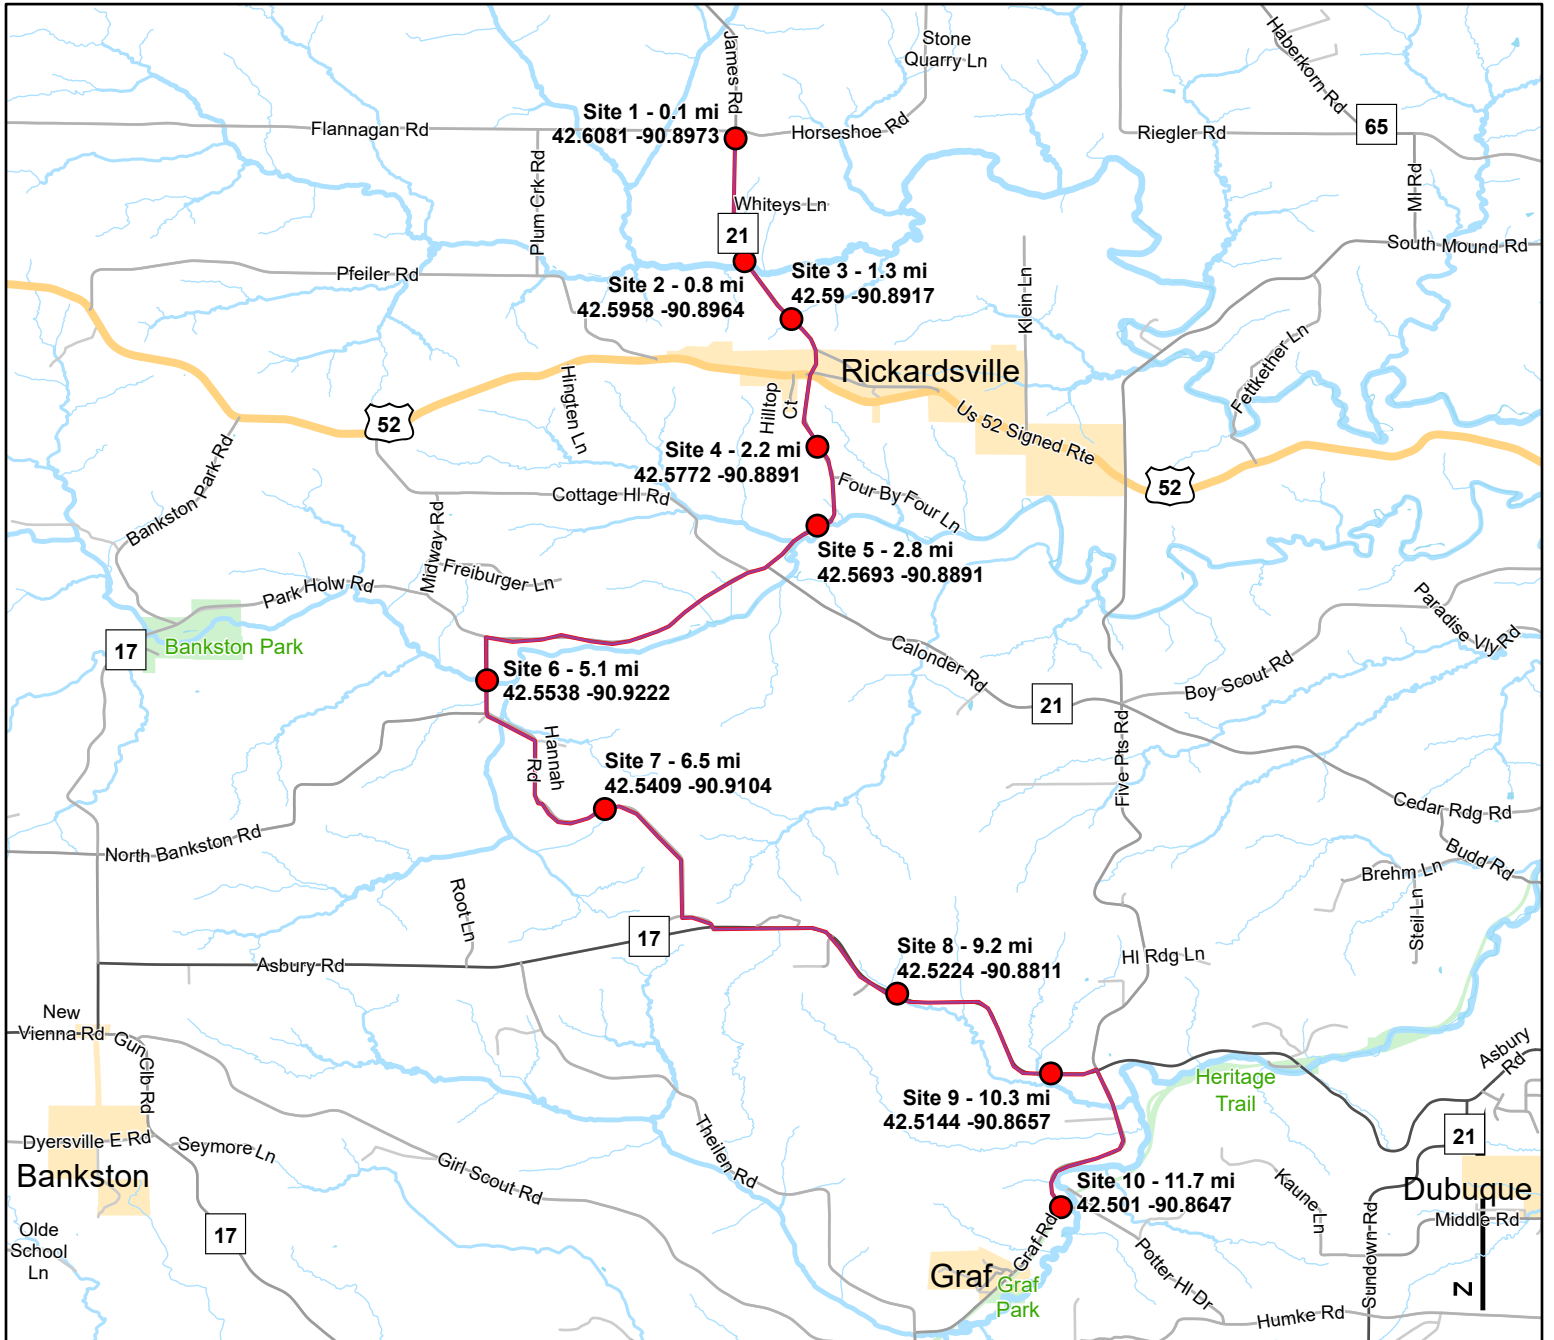 James Rd
Stone
Quarry Ln
Haberkorn Rd
Site 1 - 0.1 mi
42.6081 -90.8973
Flannagan Rd
Horseshoe Rd
Riegler Rd
65
Plum Crk Rd
Ml Rd
Whiteys Ln
21
South Mound Rd
Pfeiler Rd
Site 2 - 0.8 mi
42.5958 -90.8964
Site 3 - 1.3 mi
42.59 -90.8917
Klein Ln
Fettkether Ln
Rickardsville
Hington Ln
Hilltop
Ct
52
Us 52 Signed Rte
Bankston Park Rd
Site 4 - 2.2 mi
42.5772 -90.8891
52
Cottage Hl Rd
Four By Four Ln
Midway Rd
Site 5 - 2.8 mi
42.5693 -90.8891
Freiburger Ln
Park Holw Rd
Paradise Vly Rd
17
Bankston Park
Calonder Rd
Boy Scout Rd
Site 6 - 5.1 mi
42.5538 -90.9222
21
Hannah
Rd
Five Pts Rd
Site 7 - 6.5 mi
42.5409 -90.9104
Cedar Rdg Rd
North Bankston Rd
Budd Rd
Brehm Ln
Root Ln
Steil Ln
17
Site 8 - 9.2 mi
42.5224 -90.8811
Hl Rdg Ln
Asbury Rd
New
Vienna Rd
Gun Clb Rd
Asbury
Rd
Heritage
Trail
Site 9 - 10.3 mi
42.5144 -90.8657
Dyersville E Rd
Seymore Ln
21
Bankston
Girl Scout Rd
Theilen Rd
Site 10 - 11.7 mi
42.501 -90.8647
Kaune Ln
Dubuque
Middle Rd
Olde
School
Ln
17
Graf Rd
Potter Hl Dr
Sundown Rd
Graf
Graf
Park
Humke Rd
N